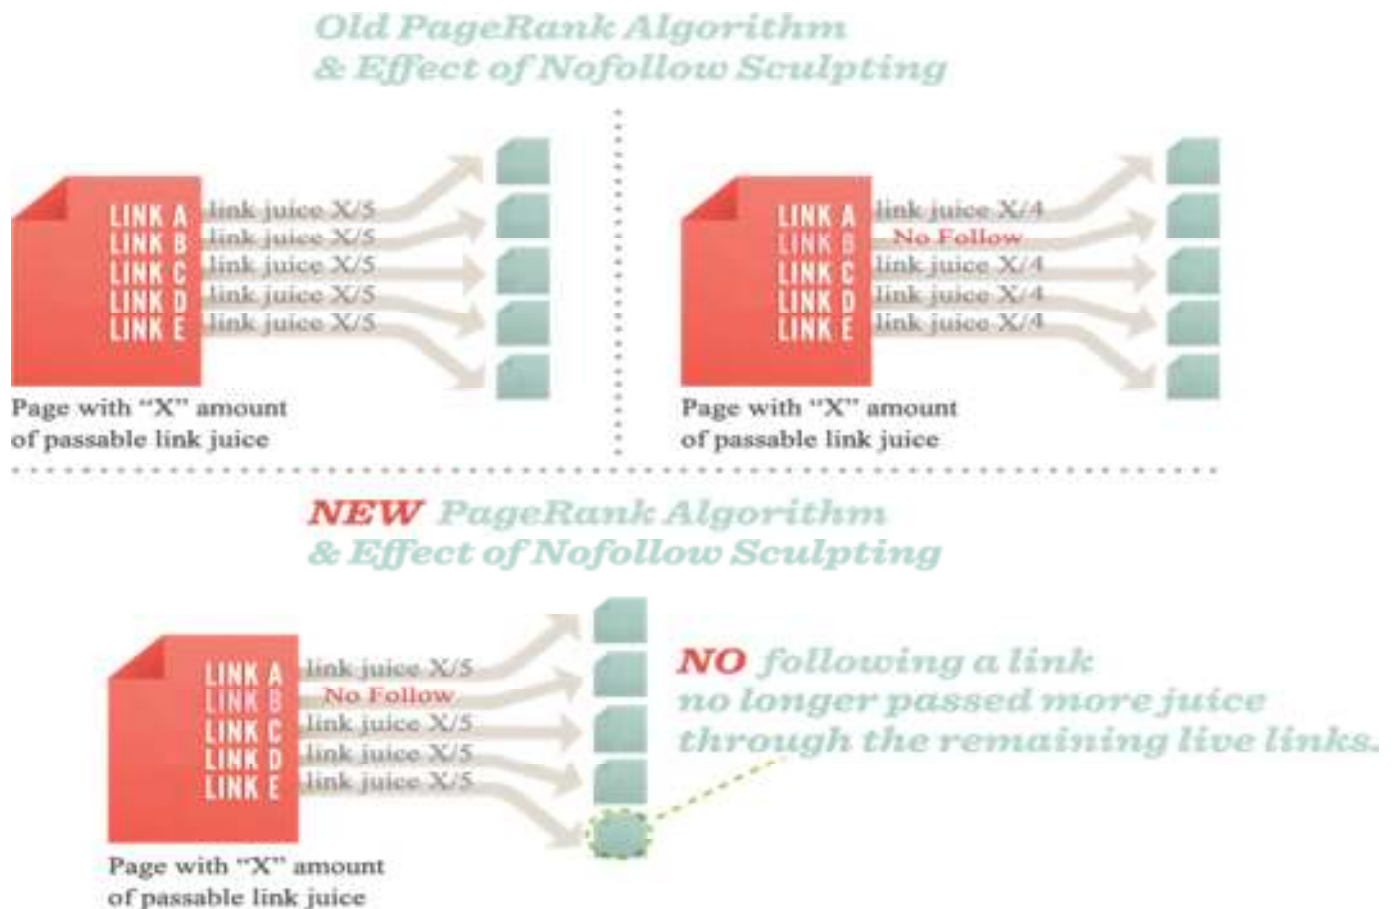 Old PageRank Algorithm
& Effect of Nofollow Sculpting
LINK A link juice X/5
LINK B link juice X/5
LINK C link juice X/5
LINK D link juice X/5
LINK E link juice X/5
Page with “X” amount
of passable link juice
LINK A link juice X/4
LINK B No Follow
LINK C link juice X/4
LINK D link juice X/4
LINK E link juice X/4
Page with “X” amount
of passable link juice
NEW PageRank Algorithm
& Effect of Nofollow Sculpting
LINK A link juice X/5
LINK B No Follow
LINK C link juice X/5
LINK D link juice X/5
LINK E link juice X/5
Page with “X” amount
of passable link juice
NO following a link
no longer passed more juice
through the remaining live links.